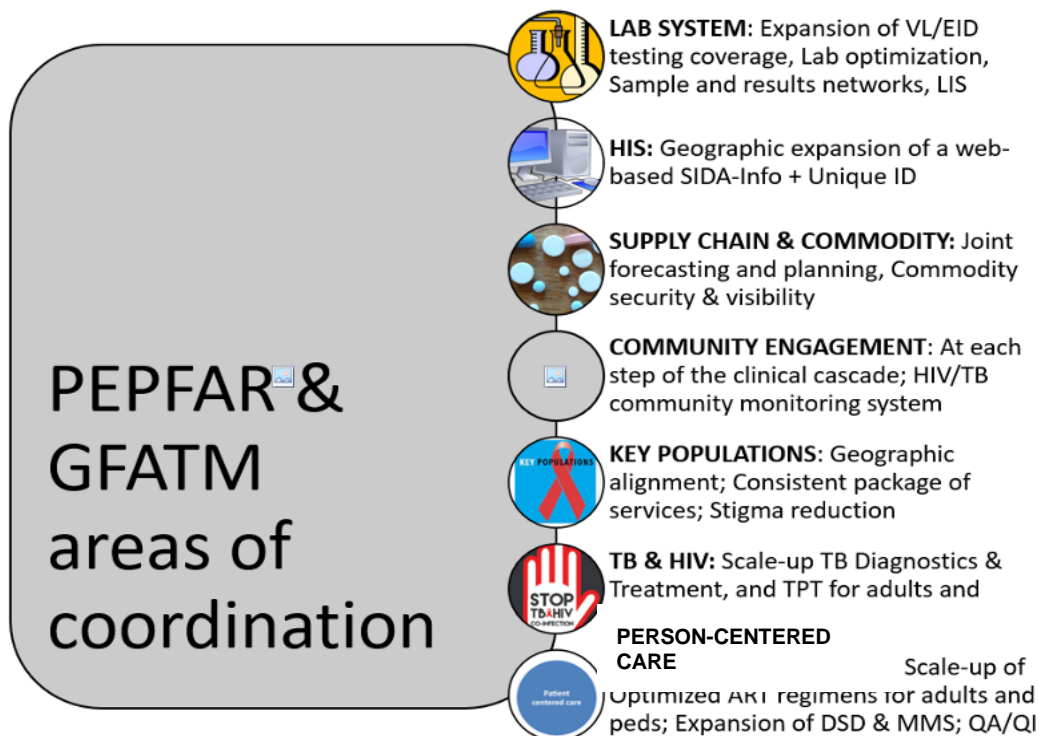 PEPFAR &
GFATM
areas of
coordination
LAB SYSTEM: Expansion of VL/EID
testing coverage, Lab optimization,
Sample and results networks, LIS
HIS: Geographic expansion of a web-
based SIDA-Info + Unique ID
SUPPLY CHAIN & COMMODITY: Joint
forecasting and planning, Commodity
security & visibility
COMMUNITY ENGAGEMENT: At each
step of the clinical cascade; HIV/TB
community monitoring system
KEY POPULATIONS
KEY POPULATIONS: Geographic
alignment; Consistent package of
services; Stigma reduction
STOP
TB&HIV
CO-INFECTION
TB & HIV: Scale-up TB Diagnostics &
Treatment, and TPT for adults and
Patient
centered care
PERSON-CENTERED
CARE
Scale-up of
Optimized ART regimens for adults and
peds; Expansion of DSD & MMS; QA/QI